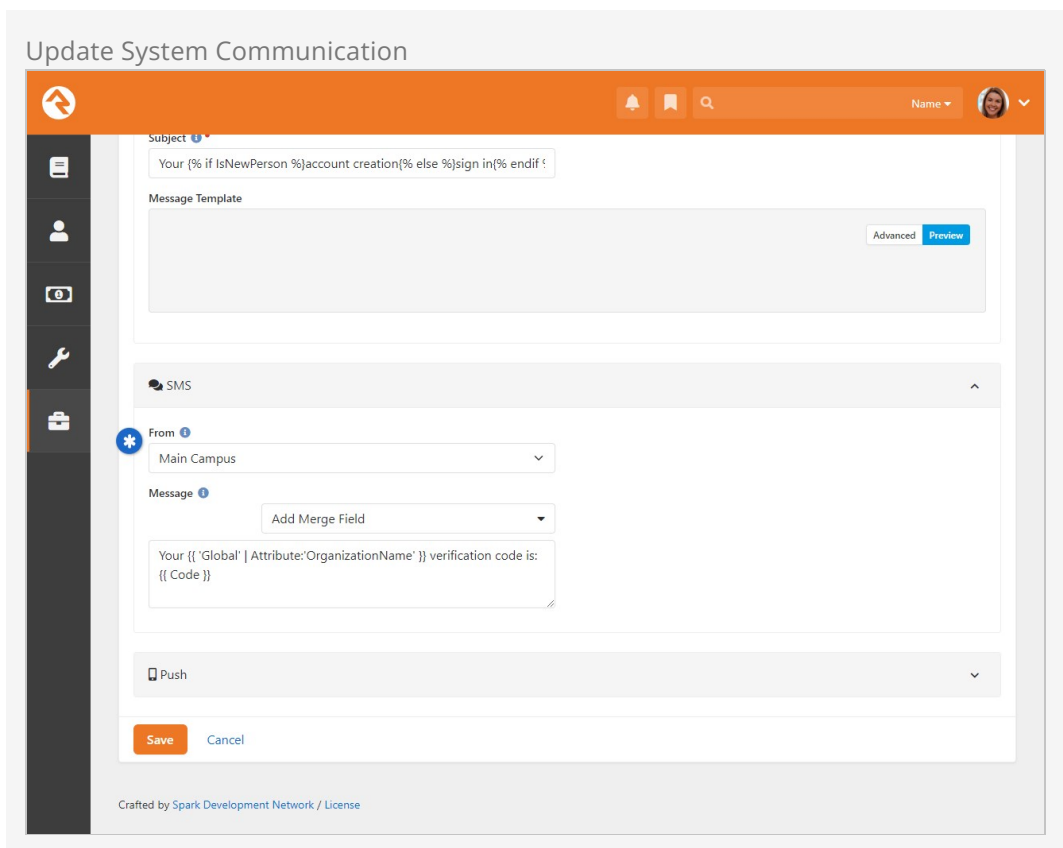 Update System Communication
Name
Subject
Your {% if IsNewPerson %}account creation{% else %}sign in{% endif %
Message Template
Advanced Preview
SMS
From
Main Campus
Message
Add Merge Field
Your {{ 'Global' | Attribute:'OrganizationName' }} verification code is:
{{ Code }}
Push
Save Cancel
Crafted by Spark Development Network / License